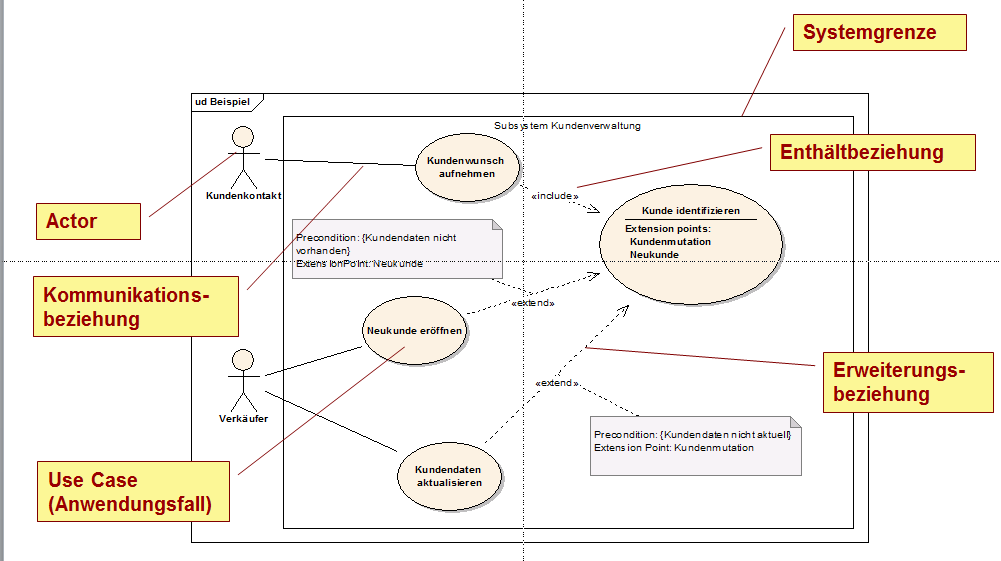 Systemgrenze
ud Beispiel
Subsystem Kundenverwaltung
Enthältbeziehung
Kundenwunsch
aufnehmen
«include»
Kundenkontakt
Actor
Kunde identifizieren
Extension points:
Kundenmutation
Neukunde
Precondition: {Kundendaten nicht
vorhanden}
ExtensionPoint: Neukunde
Kommunikations-
beziehung
«extend»
Neukunde eröffnen
Erweiterungs-
beziehung
«extend»
Verkäufer
Precondition: {Kundendaten nicht aktuell}
Extension Point: Kundenmutation
Kundendaten
aktualisieren
Use Case
(Anwendungsfall)